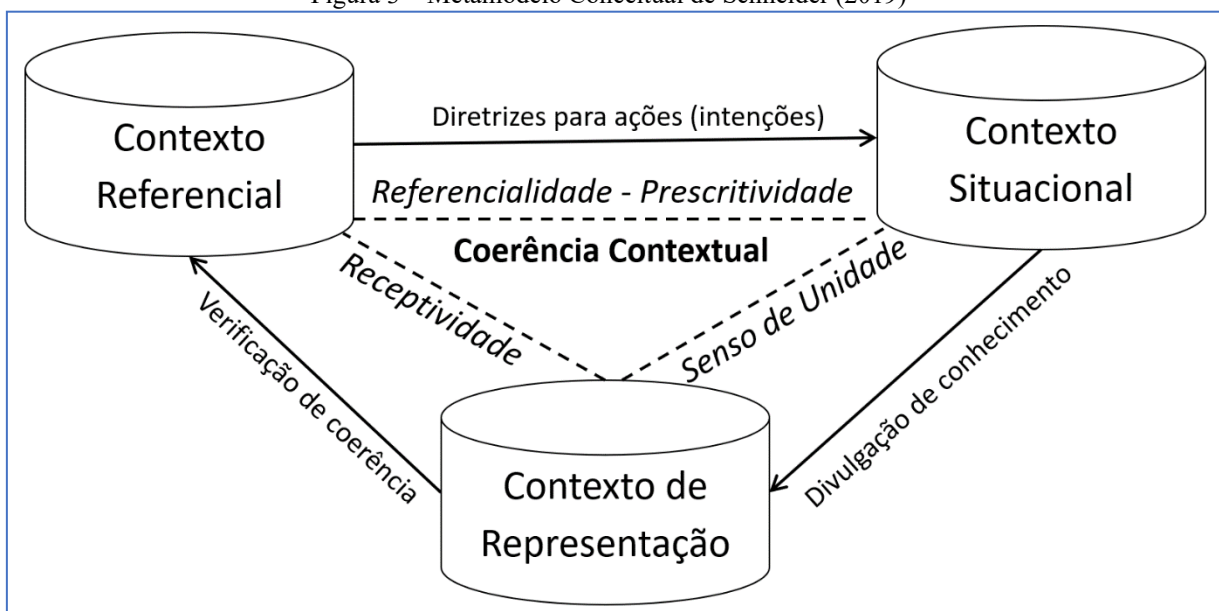 Figura 3 – Metamodelo Conceitual de Schneider (2019)
Contexto
Referencial
Diretrizes para ações (intenções)
Contexto
Situacional
Referencialidade - Prescritividade
Coerência Contextual
Receptividade
Senso de Unidade
Verificação de coerência
Divulgação de conhecimento
Contexto de
Representação